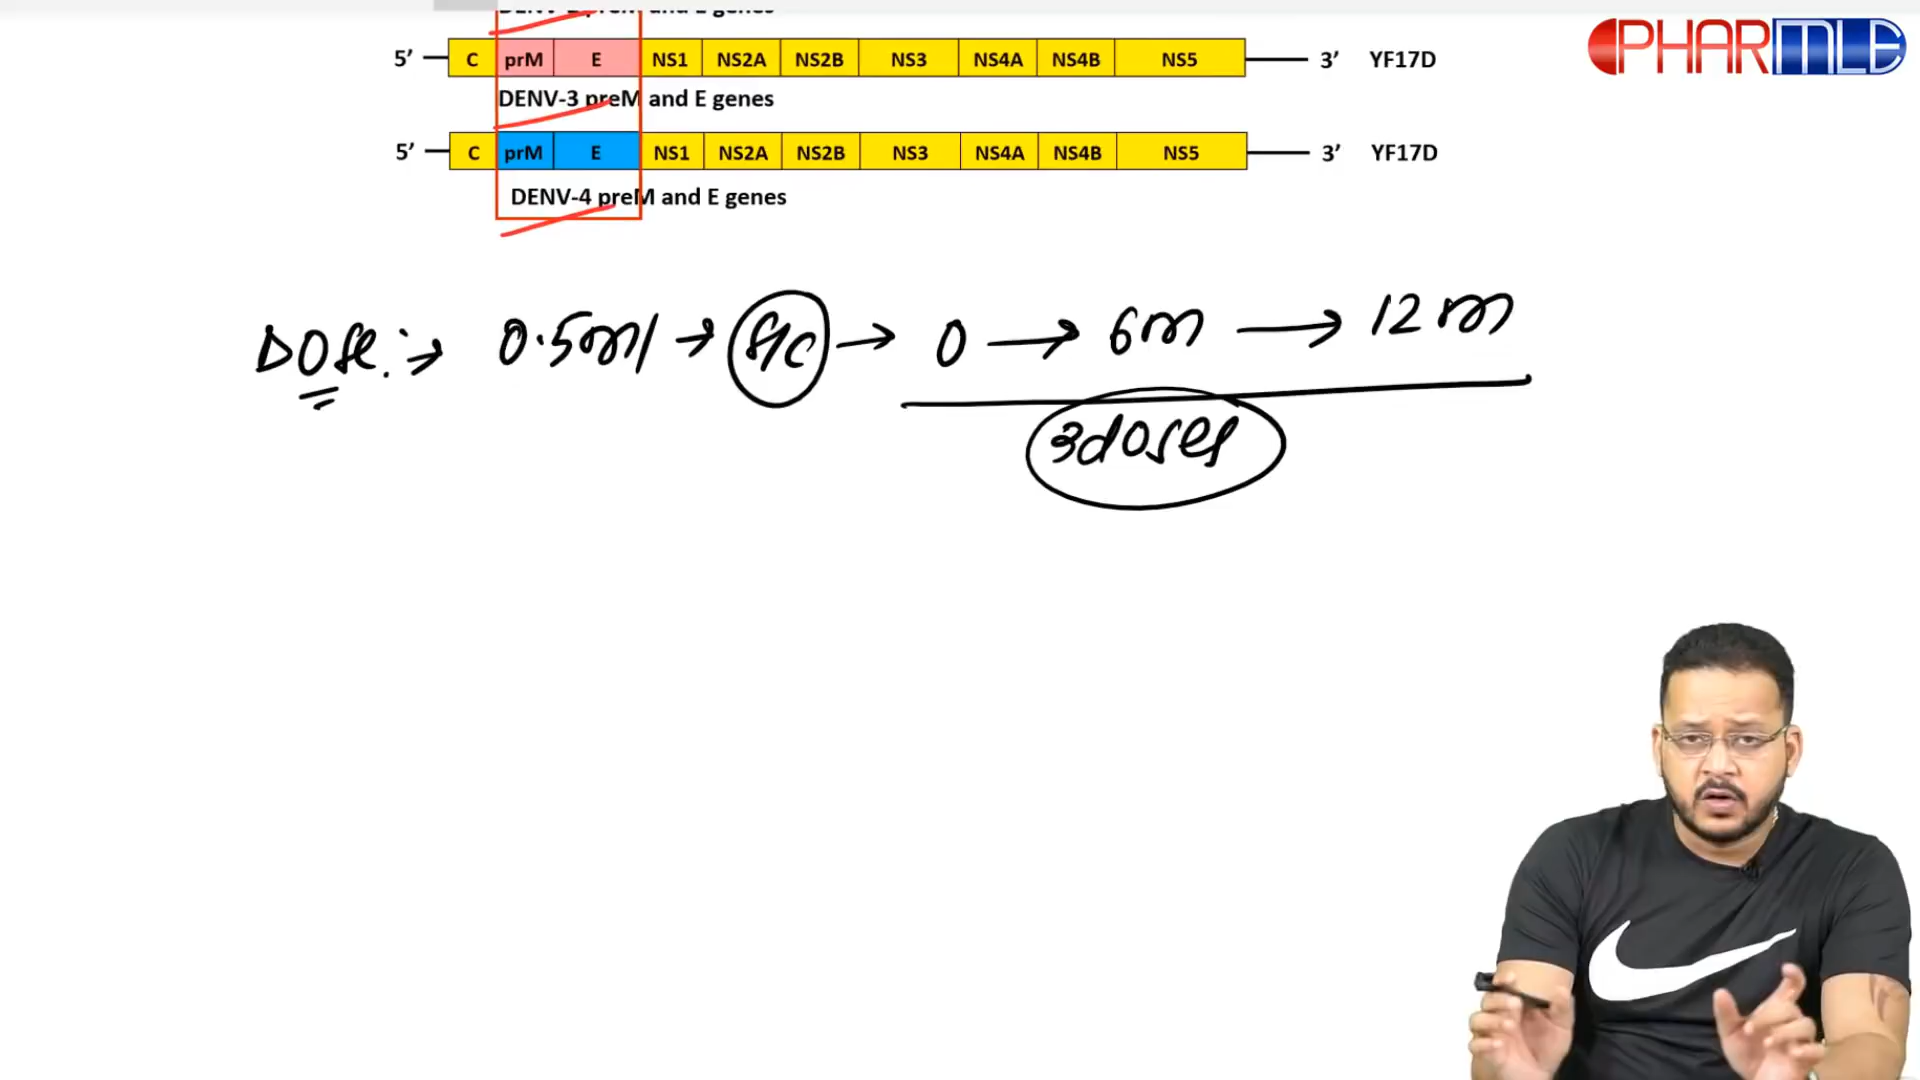 PHARMLE
5’ C prM E NS1 NS2A NS2B NS3 NS4A NS4B NS5 3’ YF17D
DENV-3 preM and E genes
5’ C prM E NS1 NS2A NS2B NS3 NS4A NS4B NS5 3’ YF17D
DENV-4 preM and E genes
DOSE :→ 0.5ml → S/C → 0 → 6m → 12m
3doses